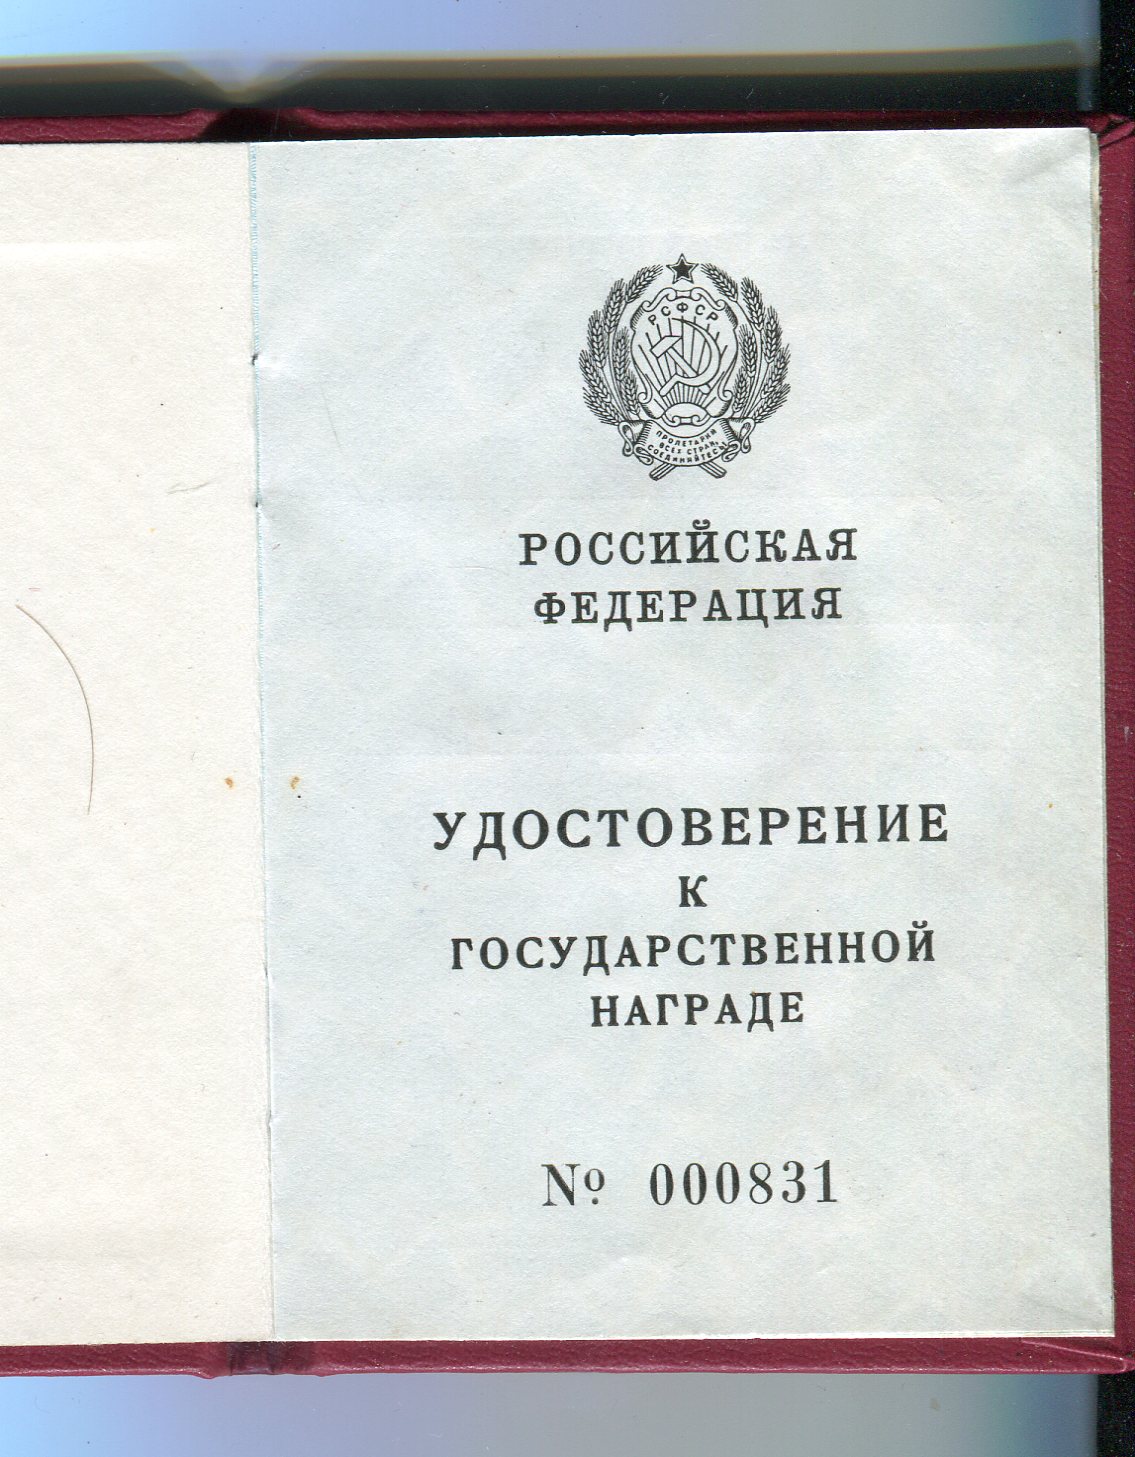 РСФСР
ПРОЛЕТАРИИ
ВСЕХ СТРАН,
СОЕДИНЯЙТЕСЬ!
РОССИЙСКАЯ
ФЕДЕРАЦИЯ
УДОСТОВЕРЕНИЕ
К
ГОСУДАРСТВЕННОЙ
НАГРАДЕ
№ 000831